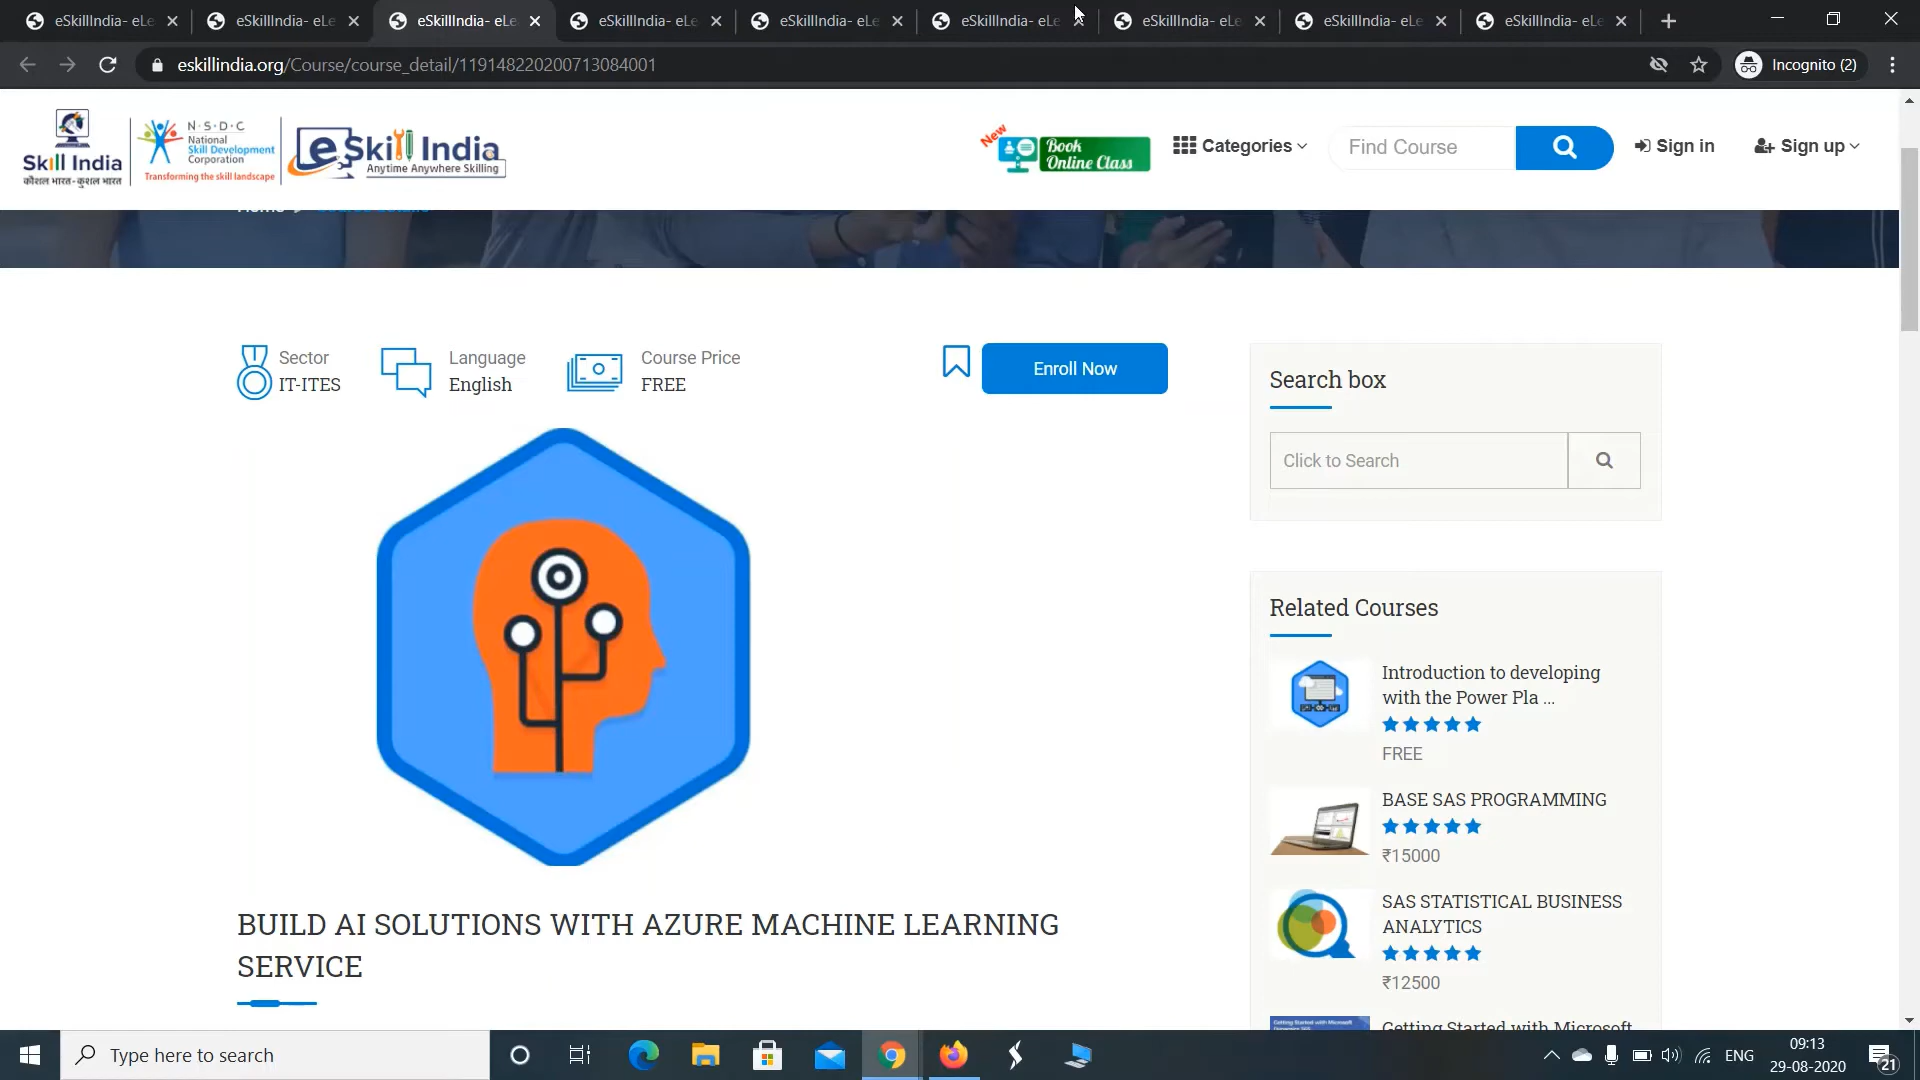 eSkillIndia- eLe
eSkillIndia- eLe
eSkillIndia- eLe
eSkillIndia- eLe
eSkillIndia- eLe
eSkillIndia- eLe
eSkillIndia- eLe
eSkillIndia- eLe
eSkillIndia- eLe
eskillindia.org/Course/course_detail/119148220200713084001
Incognito (2)
Skill India
कौशल भारत-कुशल भारत
N·S·D·C
National
Skill Development
Corporation
Transforming the skill landscape
eSkill India
Anytime Anywhere Skilling
New
Book
Online Class
Categories
Find Course
Sign in
Sign up
Sector
IT-ITES
Language
English
Course Price
FREE
Enroll Now
BUILD AI SOLUTIONS WITH AZURE MACHINE LEARNING
SERVICE
Search box
Click to Search
Related Courses
Introduction to developing
with the Power Pla ...
FREE
BASE SAS PROGRAMMING
₹15000
SAS STATISTICAL BUSINESS
ANALYTICS
₹12500
Getting Started with Microsoft
Type here to search
ENG
09:13
29-08-2020
21